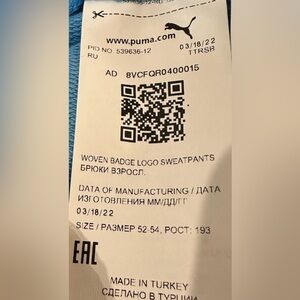 PUMA
www.puma.com
PID NO 539636-12
RU
03/18/22
TTRSB
AD 8VCFQR0400015
WOVEN BADGE LOGO SWEATPANTS
БРЮКИ ВЗРОСЛ.
DATA OF MANUFACTURING / ДАТА
ИЗГОТОВЛЕНИЯ ММ/ДД/ГГ
03/18/22
SIZE / РАЗМЕР 52-54, РОСТ: 193
EAC
MADE IN TURKEY
СДЕЛАНО В ТУРЦИИ